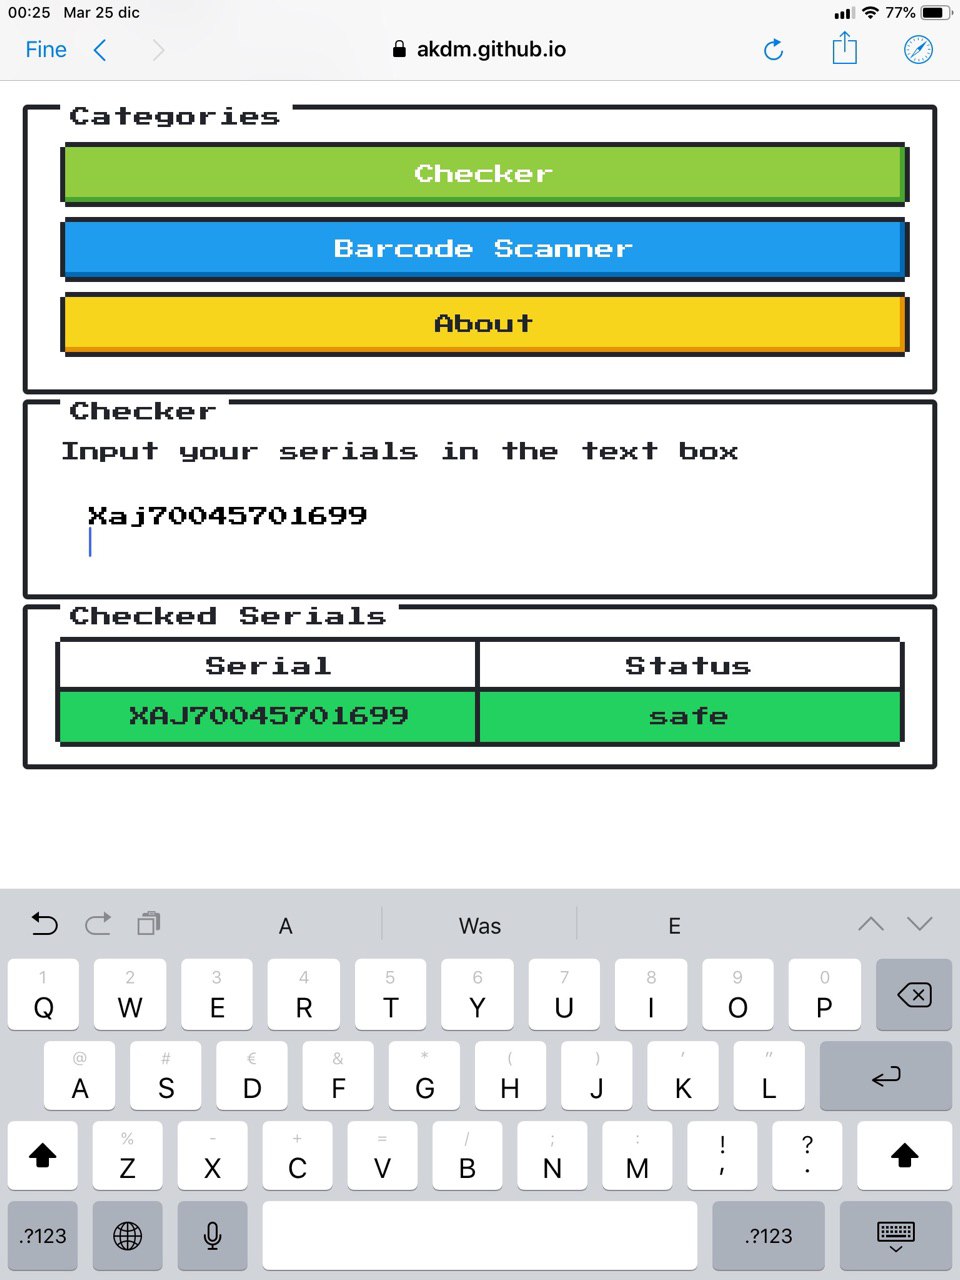 00:25 Mar 25 dic 77%
Fine akdm.github.io
Categories
Checker
Barcode Scanner
About
Checker
Input your serials in the text box
Xaj70045701699
Checked Serials
Serial Status
XAJ70045701699 safe
A Was E
1 2 3 4 5 6 7 8 9 0
Q W E R T Y U I O P
@ # € & * ( ) ' "
A S D F G H J K L
% - + = / ; : ! ?
Z X C V B N M , .
.?123 .?123